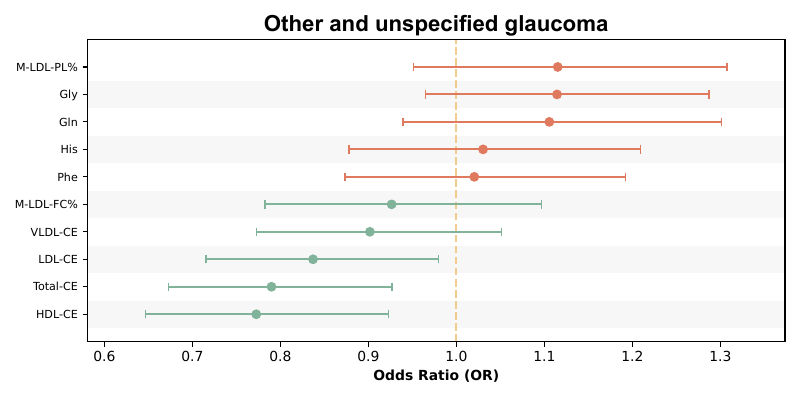 Other and unspecified glaucoma
M-LDL-PL%
Gly
Gln
His
Phe
M-LDL-FC%
VLDL-CE
LDL-CE
Total-CE
HDL-CE
0.6 0.7 0.8 0.9 1.0 1.1 1.2 1.3
Odds Ratio (OR)